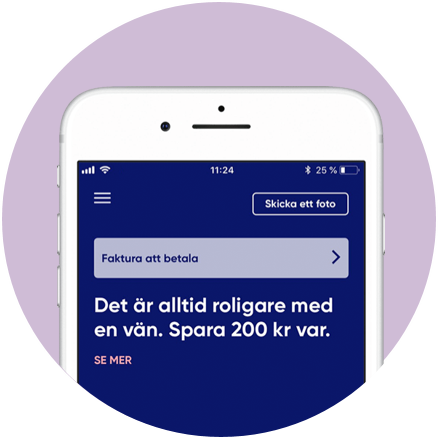 11:24
25 %
Skicka ett foto
Faktura att betala
Det är alltid roligare med
en vän. Spara 200 kr var.
SE MER